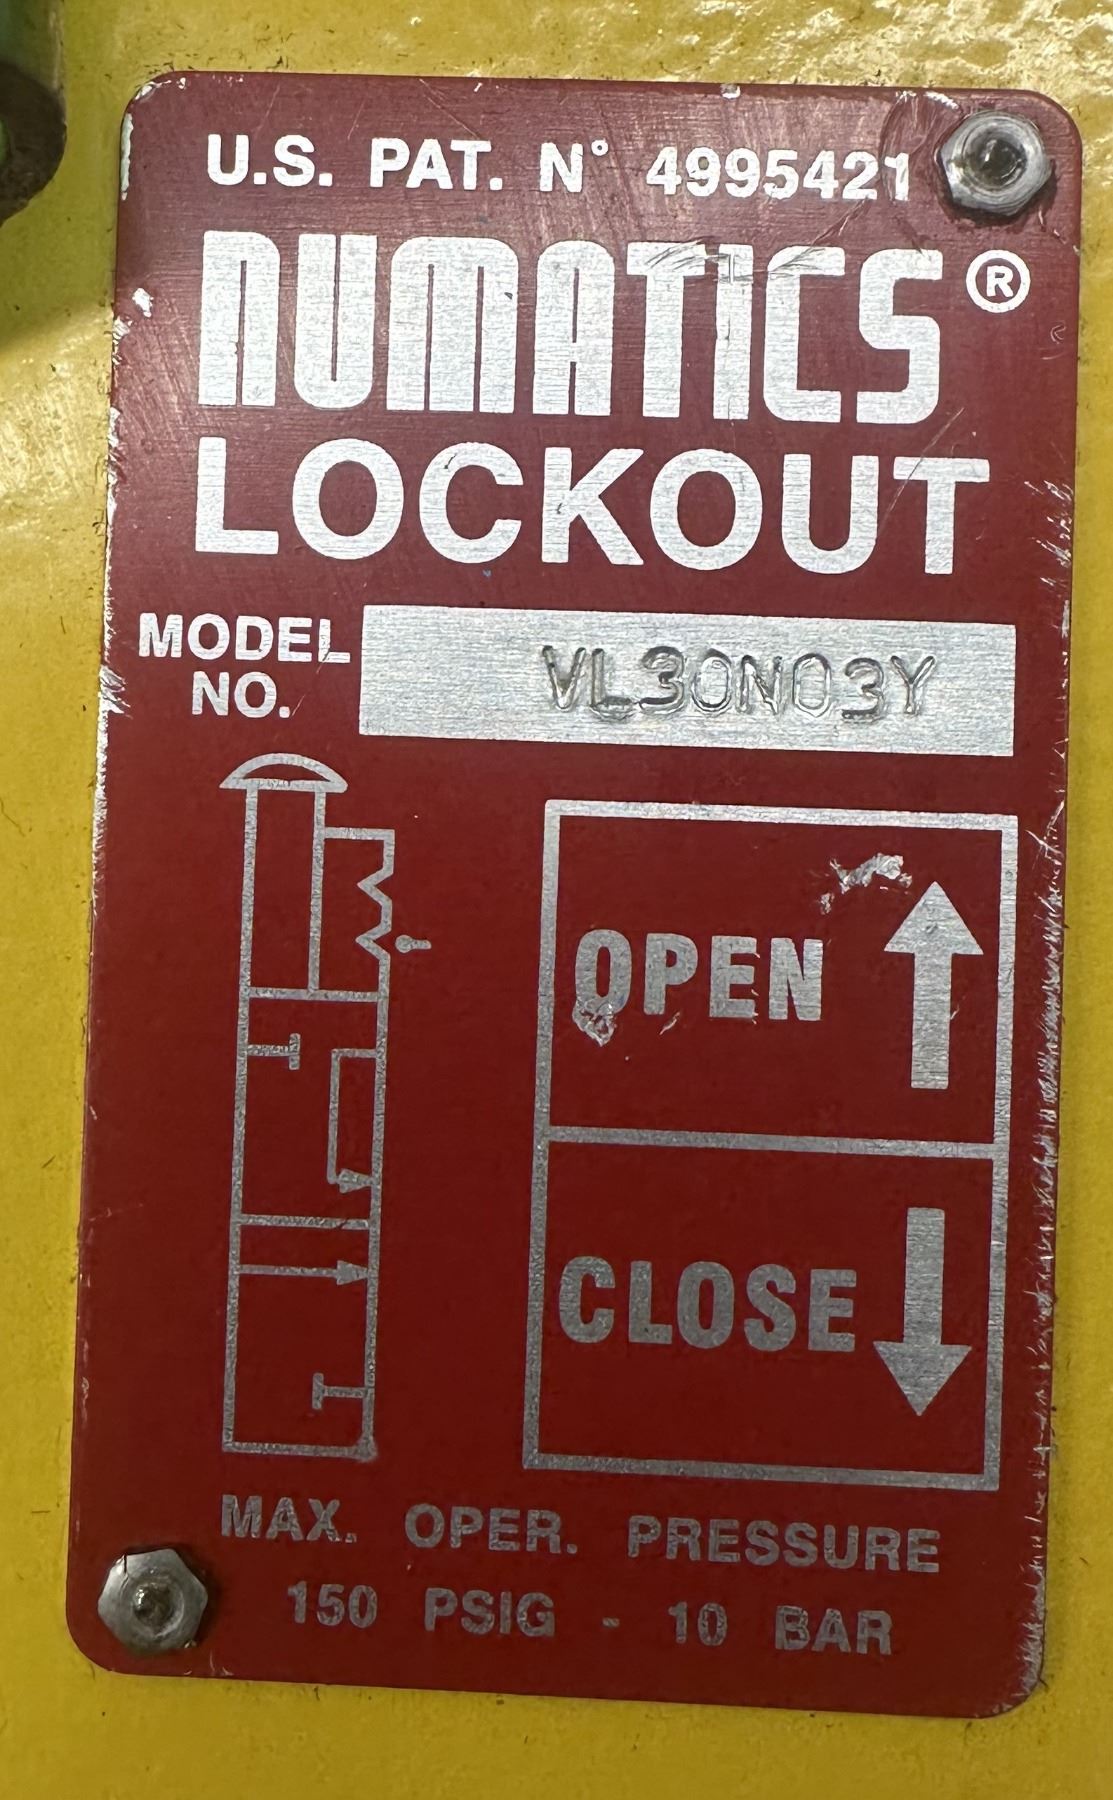 U.S. PAT. N° 4995421
NUMATICS®
LOCKOUT
MODEL NO. VL30N03Y
OPEN
CLOSE
MAX. OPER. PRESSURE
150 PSIG - 10 BAR